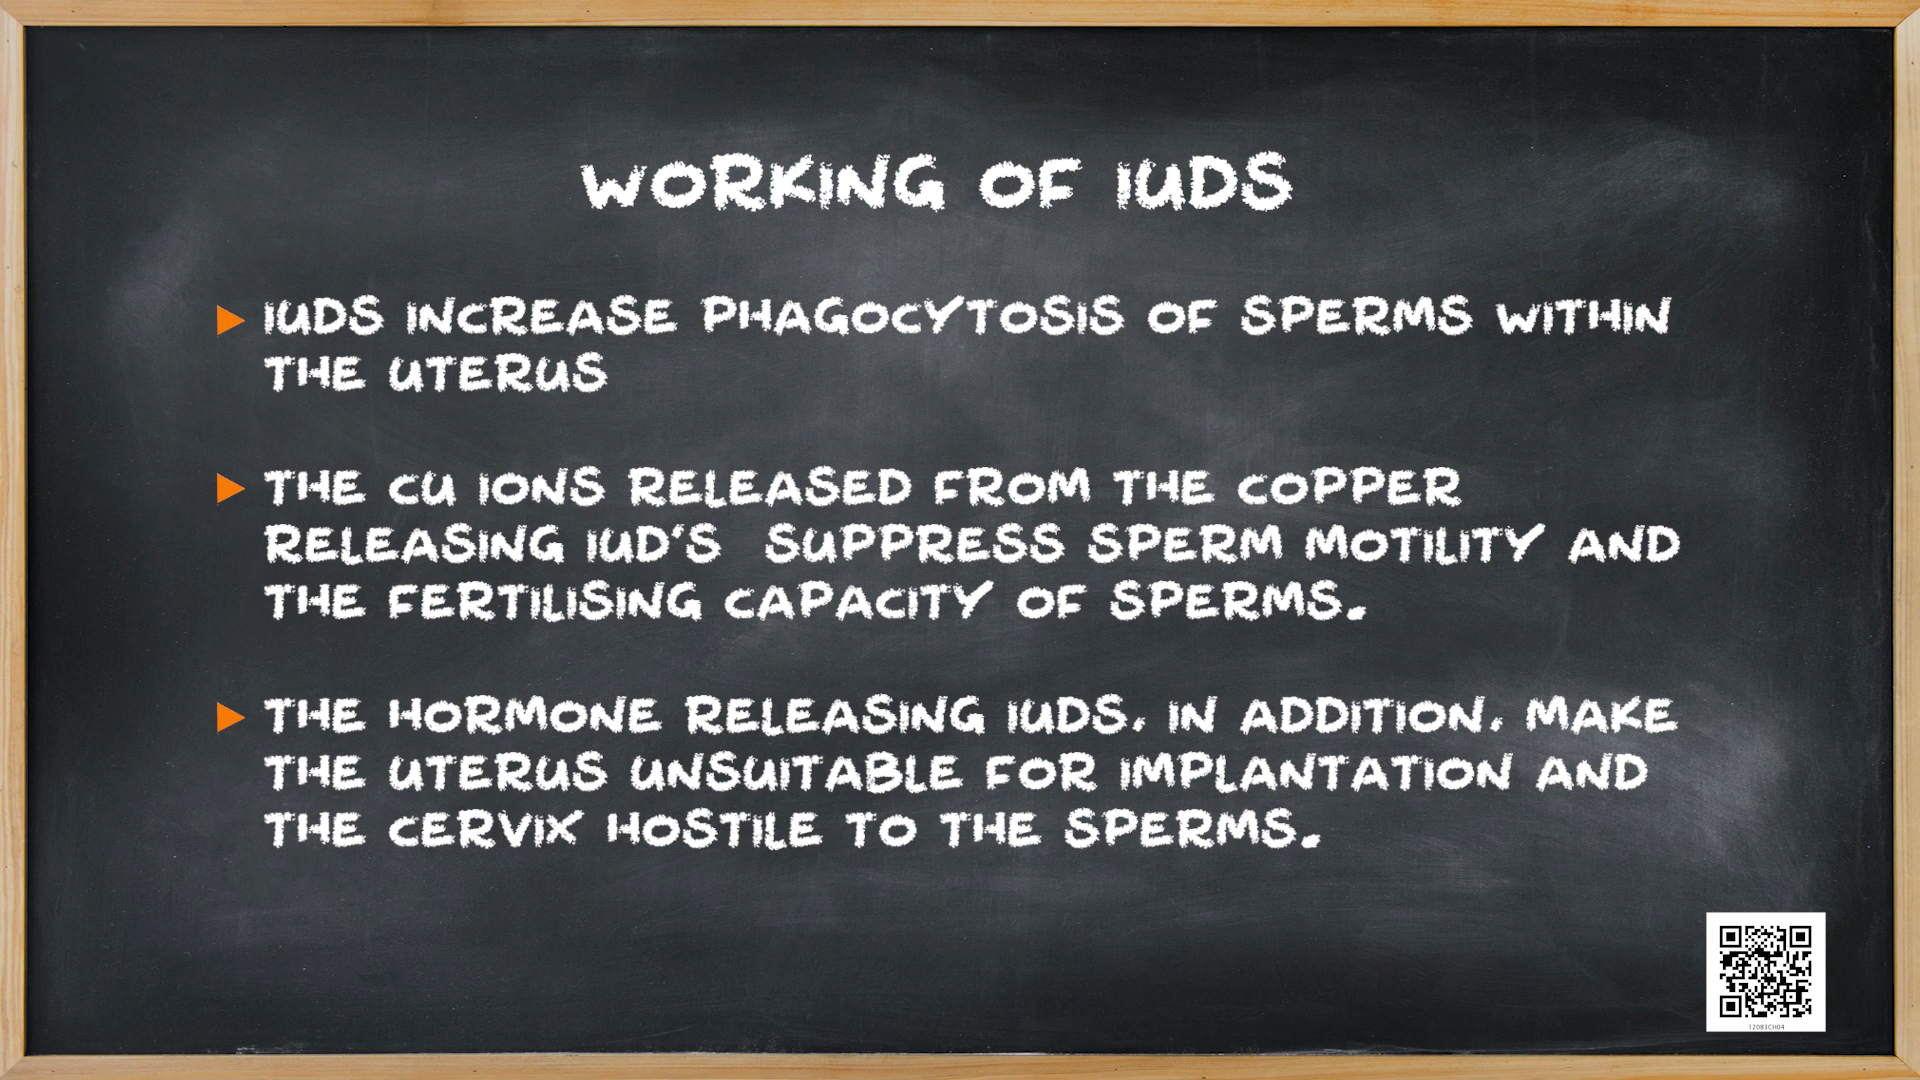 WORKING OF IUDS
IUDS INCREASE PHAGOCYTOSIS OF SPERMS WITHIN
THE UTERUS
THE CU IONS RELEASED FROM THE COPPER
RELEASING IUD'S SUPPRESS SPERM MOTILITY AND
THE FERTILISING CAPACITY OF SPERMS.
THE HORMONE RELEASING IUDS, IN ADDITION, MAKE
THE UTERUS UNSUITABLE FOR IMPLANTATION AND
THE CERVIX HOSTILE TO THE SPERMS.
12083CH04